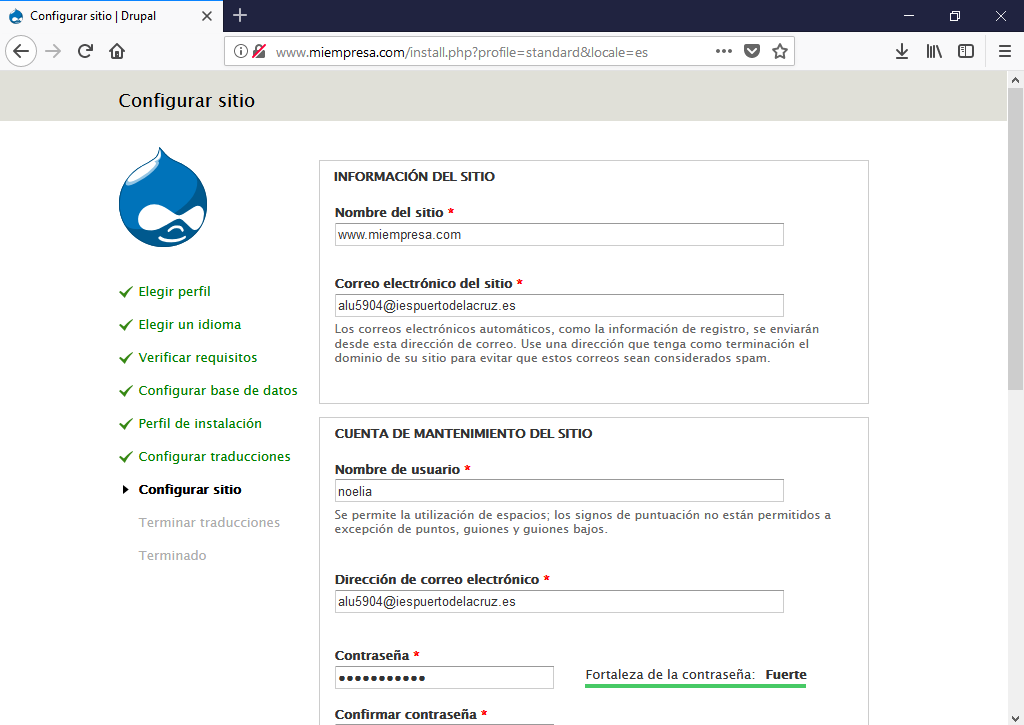 Configurar sitio | Drupal
www.miempresa.com/install.php?profile=standard&locale=es
Configurar sitio
Elegir perfil
Elegir un idioma
Verificar requisitos
Configurar base de datos
Perfil de instalación
Configurar traducciones
Configurar sitio
Terminar traducciones
Terminado
INFORMACIÓN DEL SITIO
Nombre del sitio *
www.miempresa.com
Correo electrónico del sitio *
alu5904@iespuertodelacruz.es
Los correos electrónicos automáticos, como la información de registro, se enviarán
desde esta dirección de correo. Use una dirección que tenga como terminación el
dominio de su sitio para evitar que estos correos sean considerados spam.
CUENTA DE MANTENIMIENTO DEL SITIO
Nombre de usuario *
noelia
Se permite la utilización de espacios; los signos de puntuación no están permitidos a
excepción de puntos, guiones y guiones bajos.
Dirección de correo electrónico *
alu5904@iespuertodelacruz.es
Contraseña *
•••••••••••
Fortaleza de la contraseña: Fuerte
Confirmar contraseña *